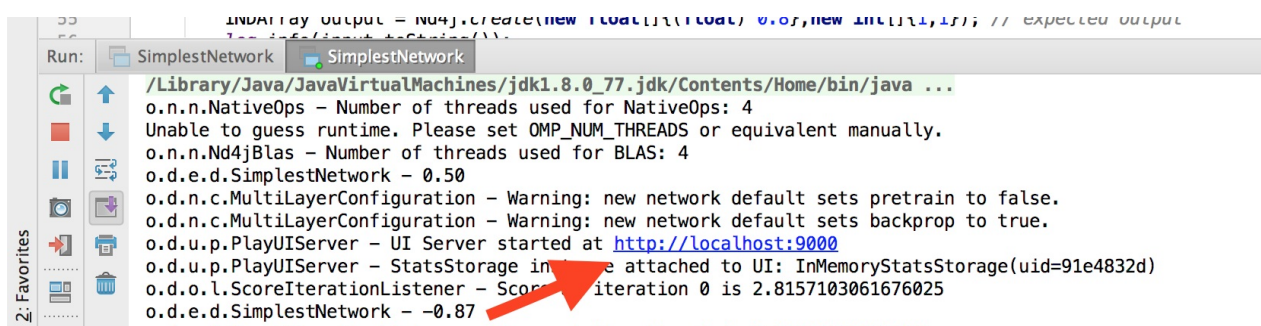 55 INDArray output = Nd4j.create(new float[]{(float) 0.8},new int[]{1,1}); // expected output
Run: SimplestNetwork SimplestNetwork
/Library/Java/JavaVirtualMachines/jdk1.8.0_77.jdk/Contents/Home/bin/java ...
o.n.n.NativeOps – Number of threads used for NativeOps: 4
Unable to guess runtime. Please set OMP_NUM_THREADS or equivalent manually.
o.n.n.Nd4jBlas – Number of threads used for BLAS: 4
o.d.e.d.SimplestNetwork – 0.50
o.d.n.c.MultiLayerConfiguration – Warning: new network default sets pretrain to false.
o.d.n.c.MultiLayerConfiguration – Warning: new network default sets backprop to true.
o.d.u.p.PlayUIServer – UI Server started at http://localhost:9000
o.d.u.p.PlayUIServer – StatsStorage attached to UI: InMemoryStatsStorage(uid=91e4832d)
o.d.o.l.ScoreIterationListener – iteration 0 is 2.8157103061676025
o.d.e.d.SimplestNetwork – –0.87
2: Favorites